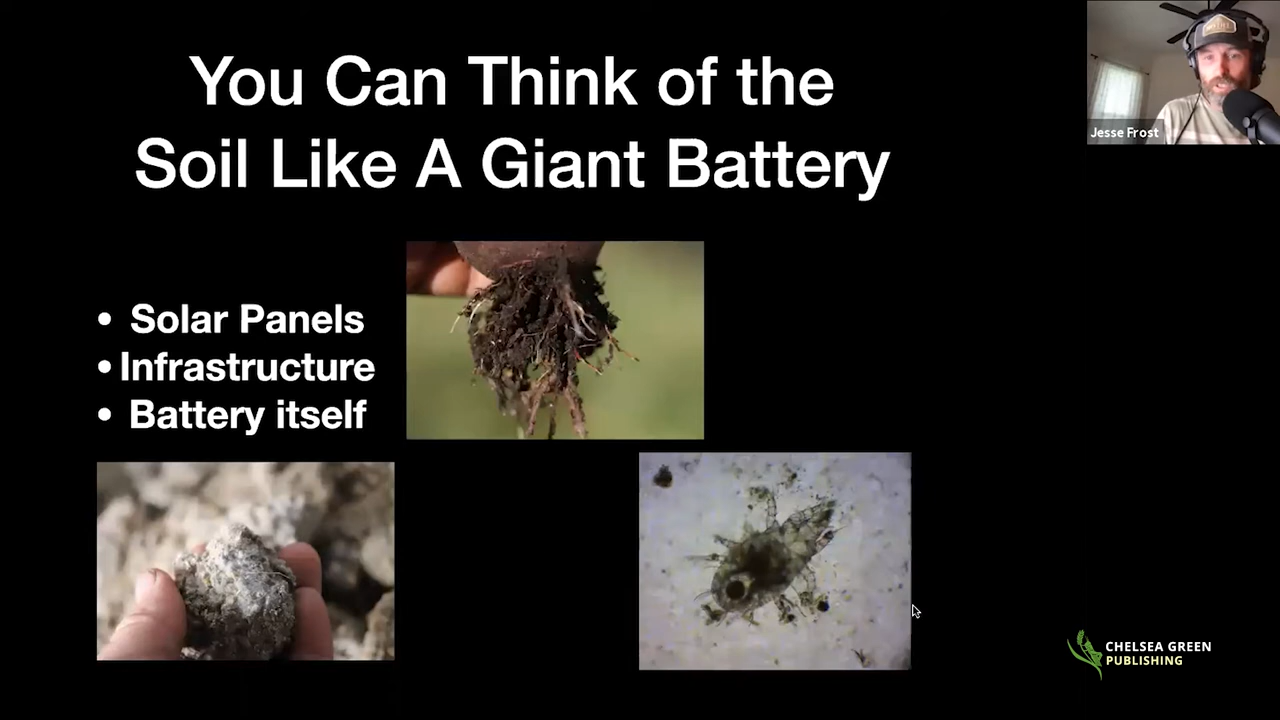 You Can Think of the
Soil Like A Giant Battery
Jesse Frost
• Solar Panels
• Infrastructure
• Battery itself
CHELSEA GREEN
PUBLISHING